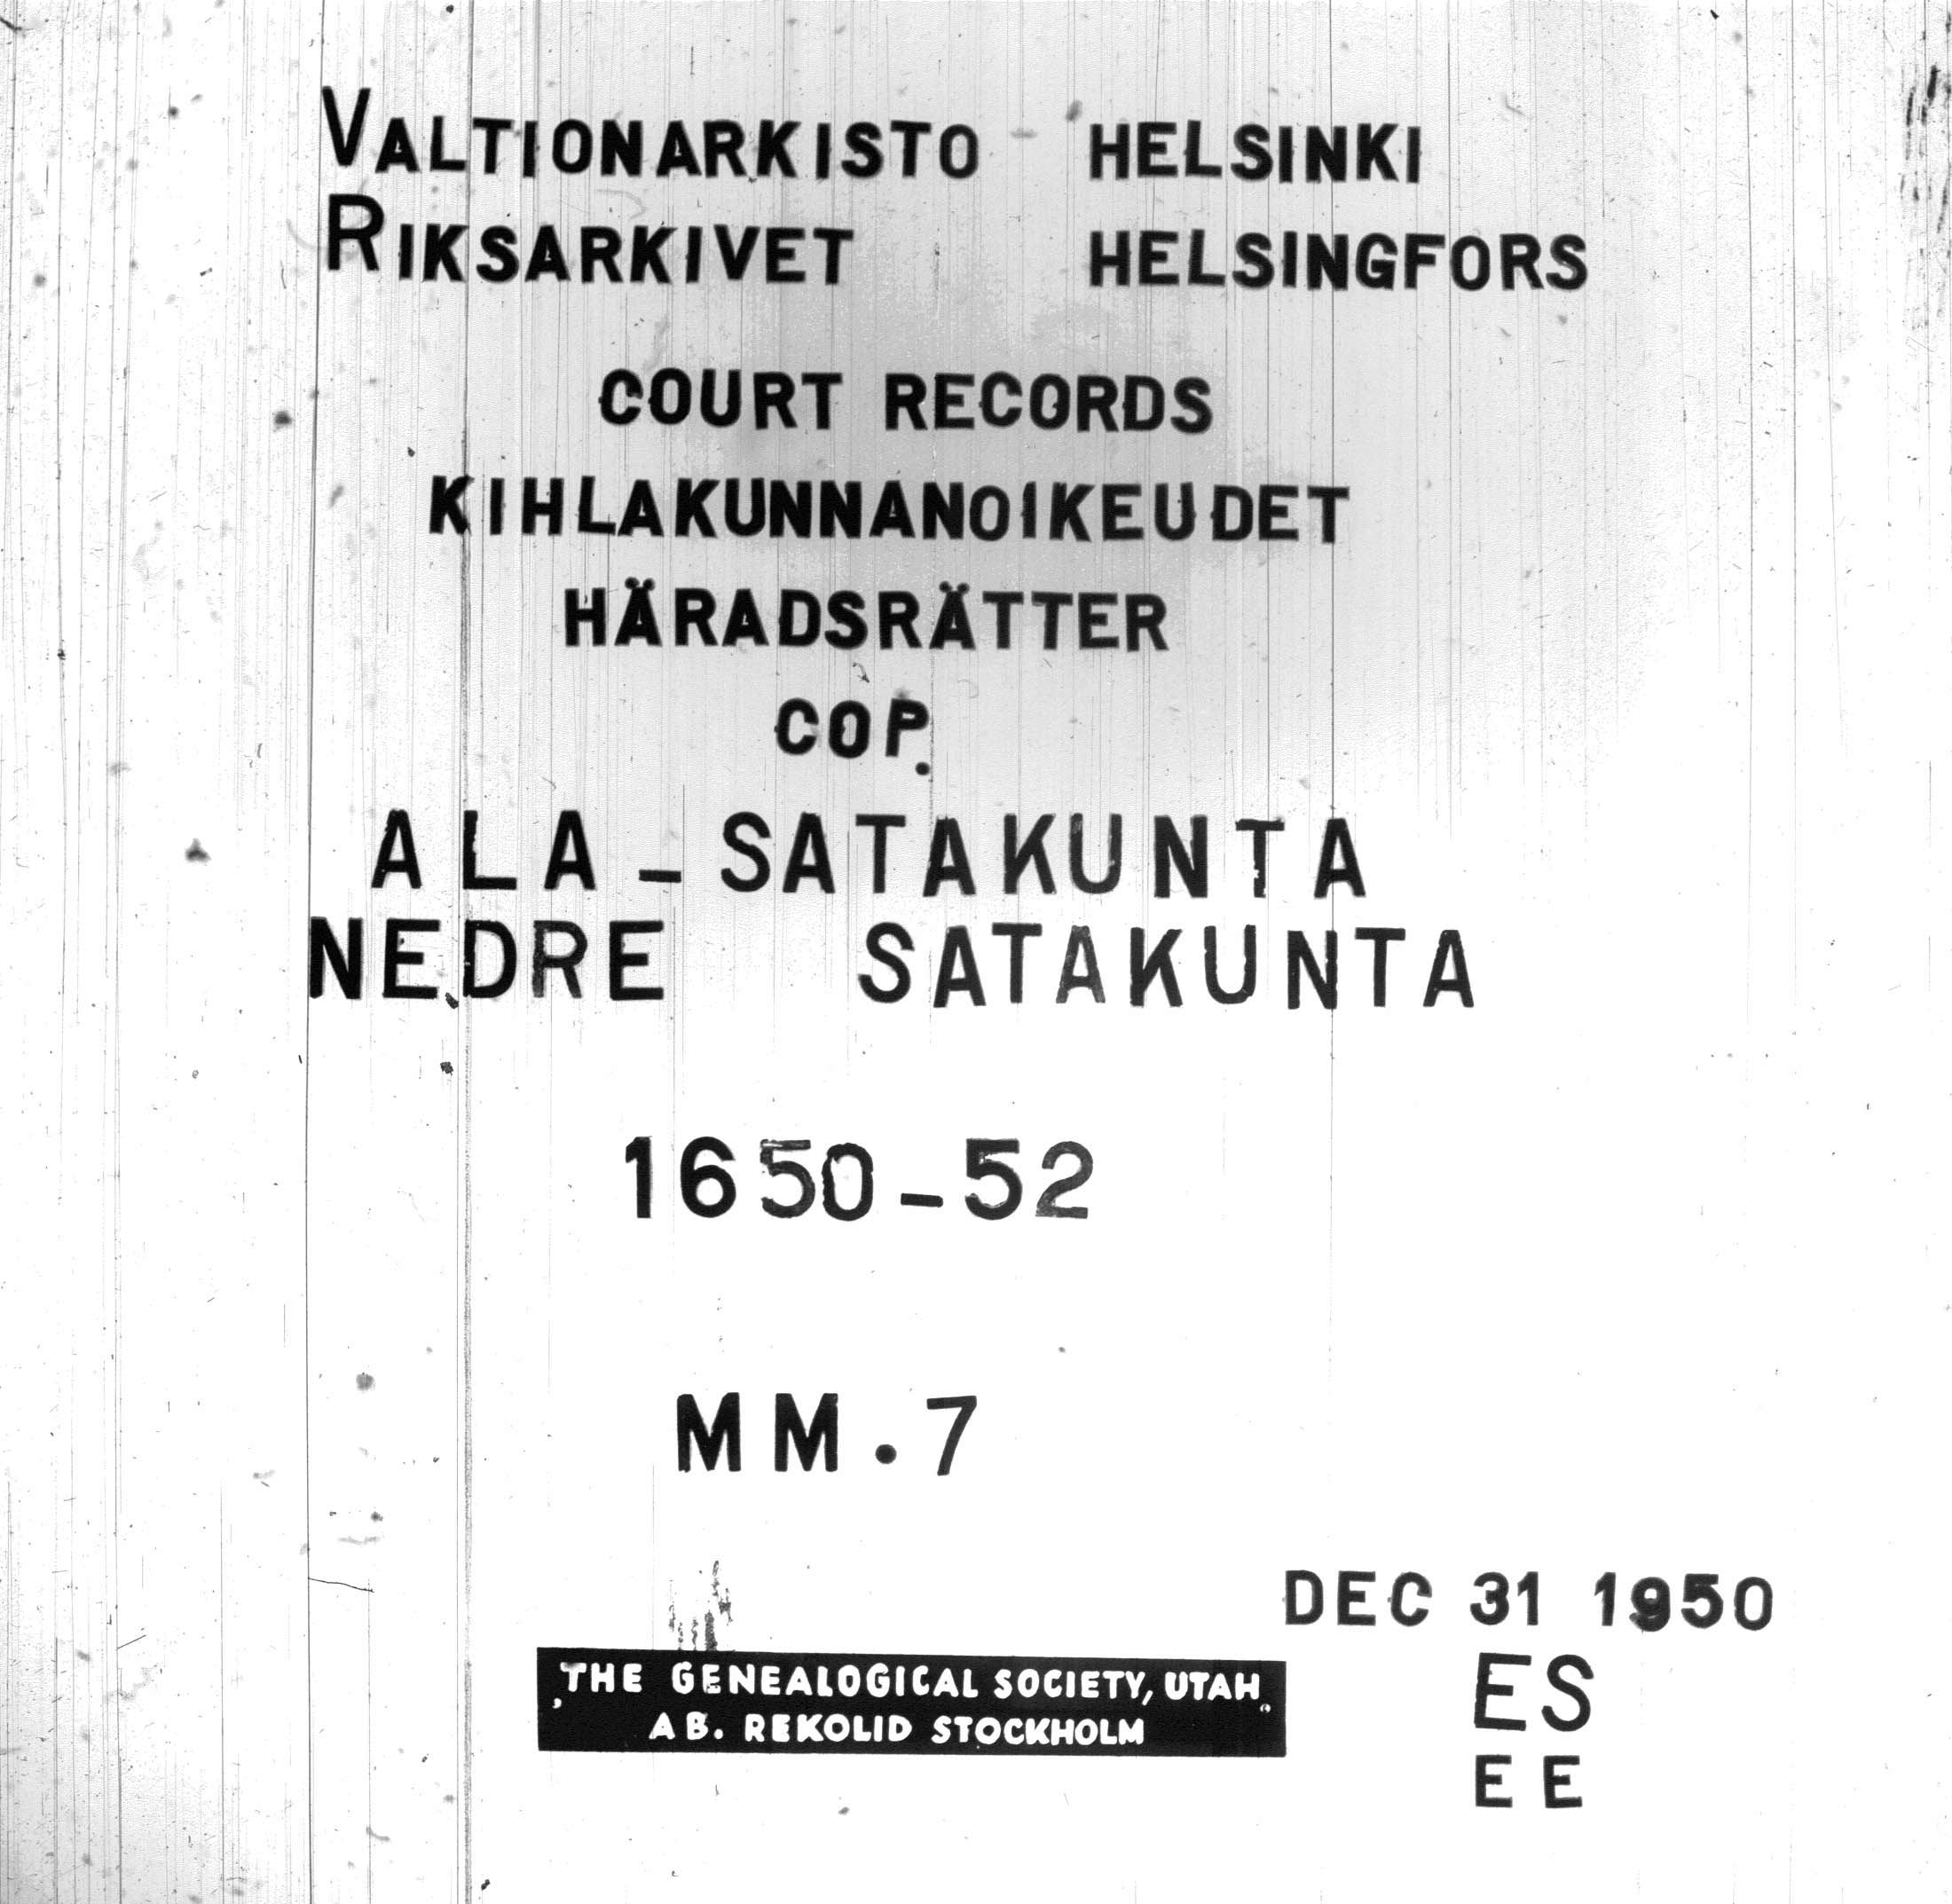 VALTIONARKISTO HELSINKI
RIKSARKIVET HELSINGFORS
COURT RECORDS
KIHLAKUNNANOIKEUDET
HÄRADSRÄTTER
COP.
ALA-SATAKUNTA
NEDRE SATAKUNTA
1650-52
MM.7
DEC 31 1950
THE GENEALOGICAL SOCIETY, UTAH
AB. REKOLID STOCKHOLM
ES
EE